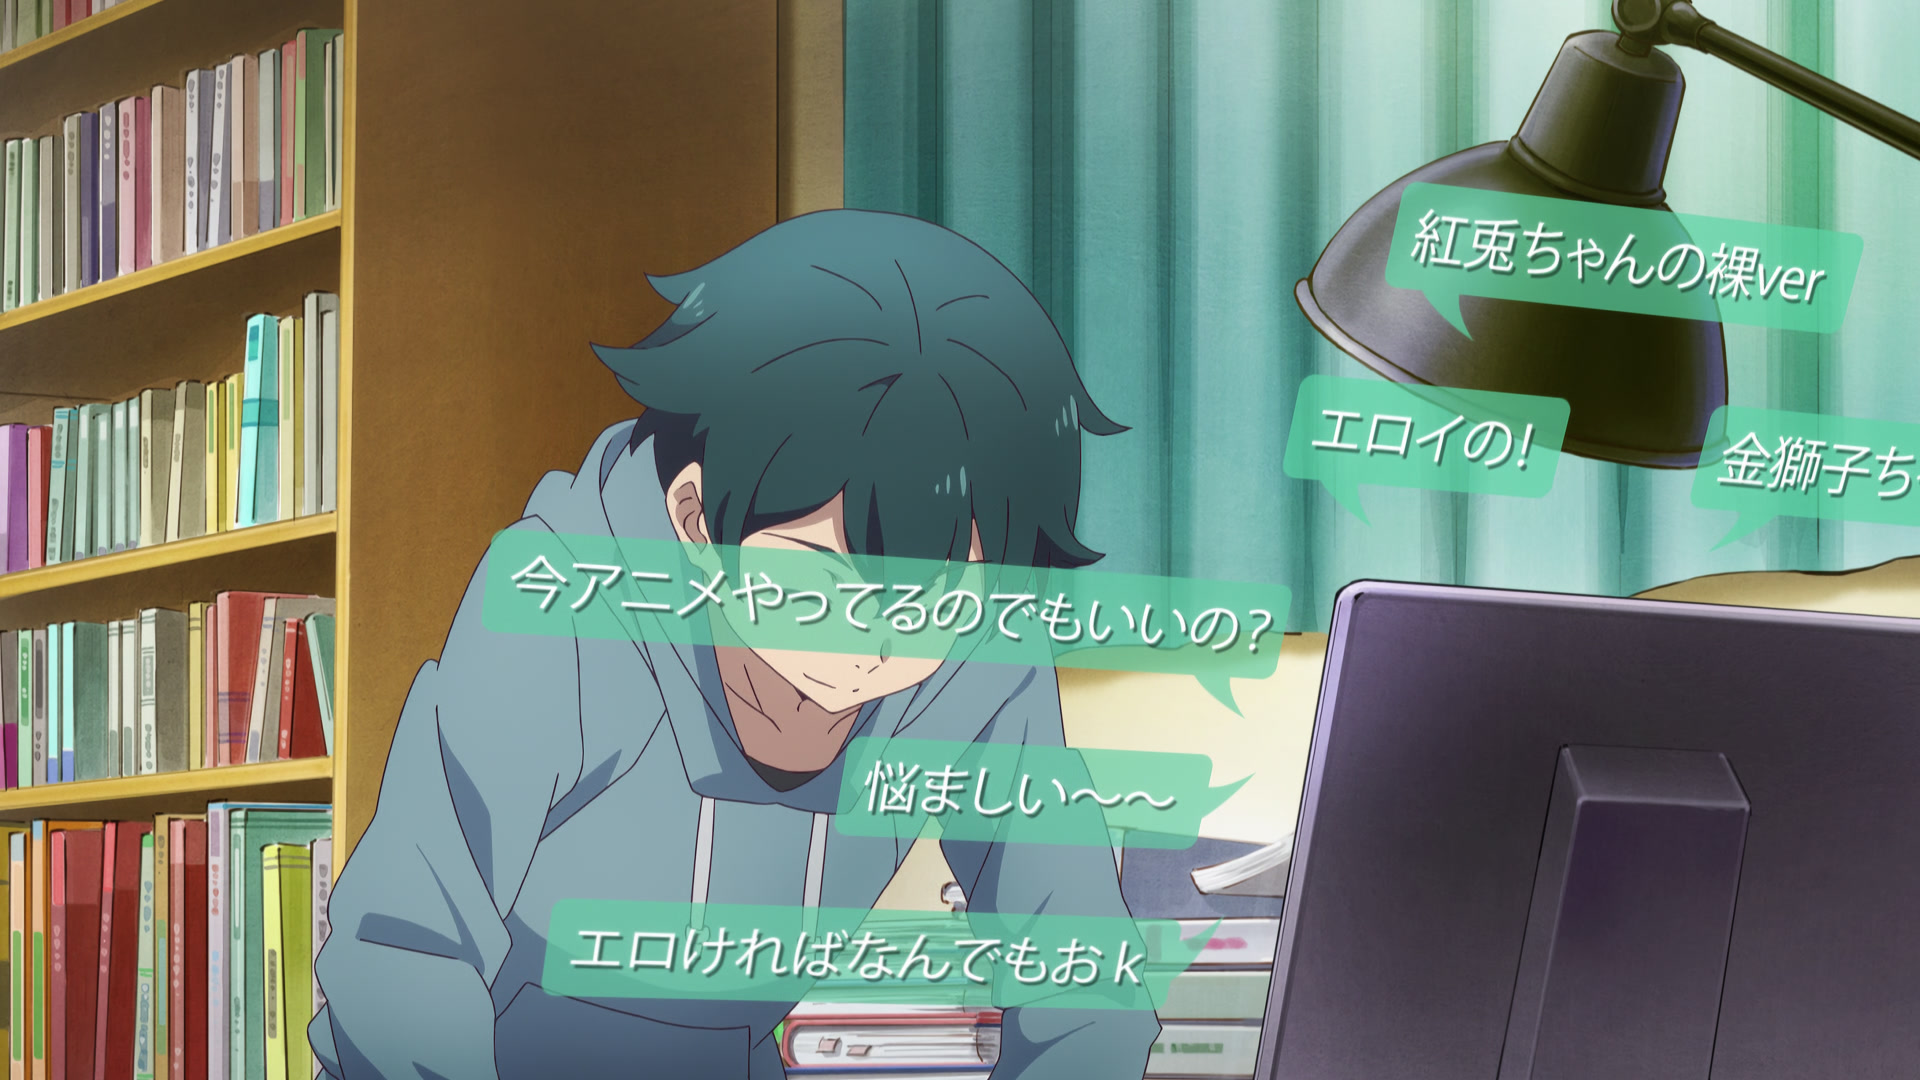 紅兎ちゃんの裸ver
エロイの!
金獅子ち
今アニメやってるのでもいいの?
悩ましい～～
エロければなんでもおk